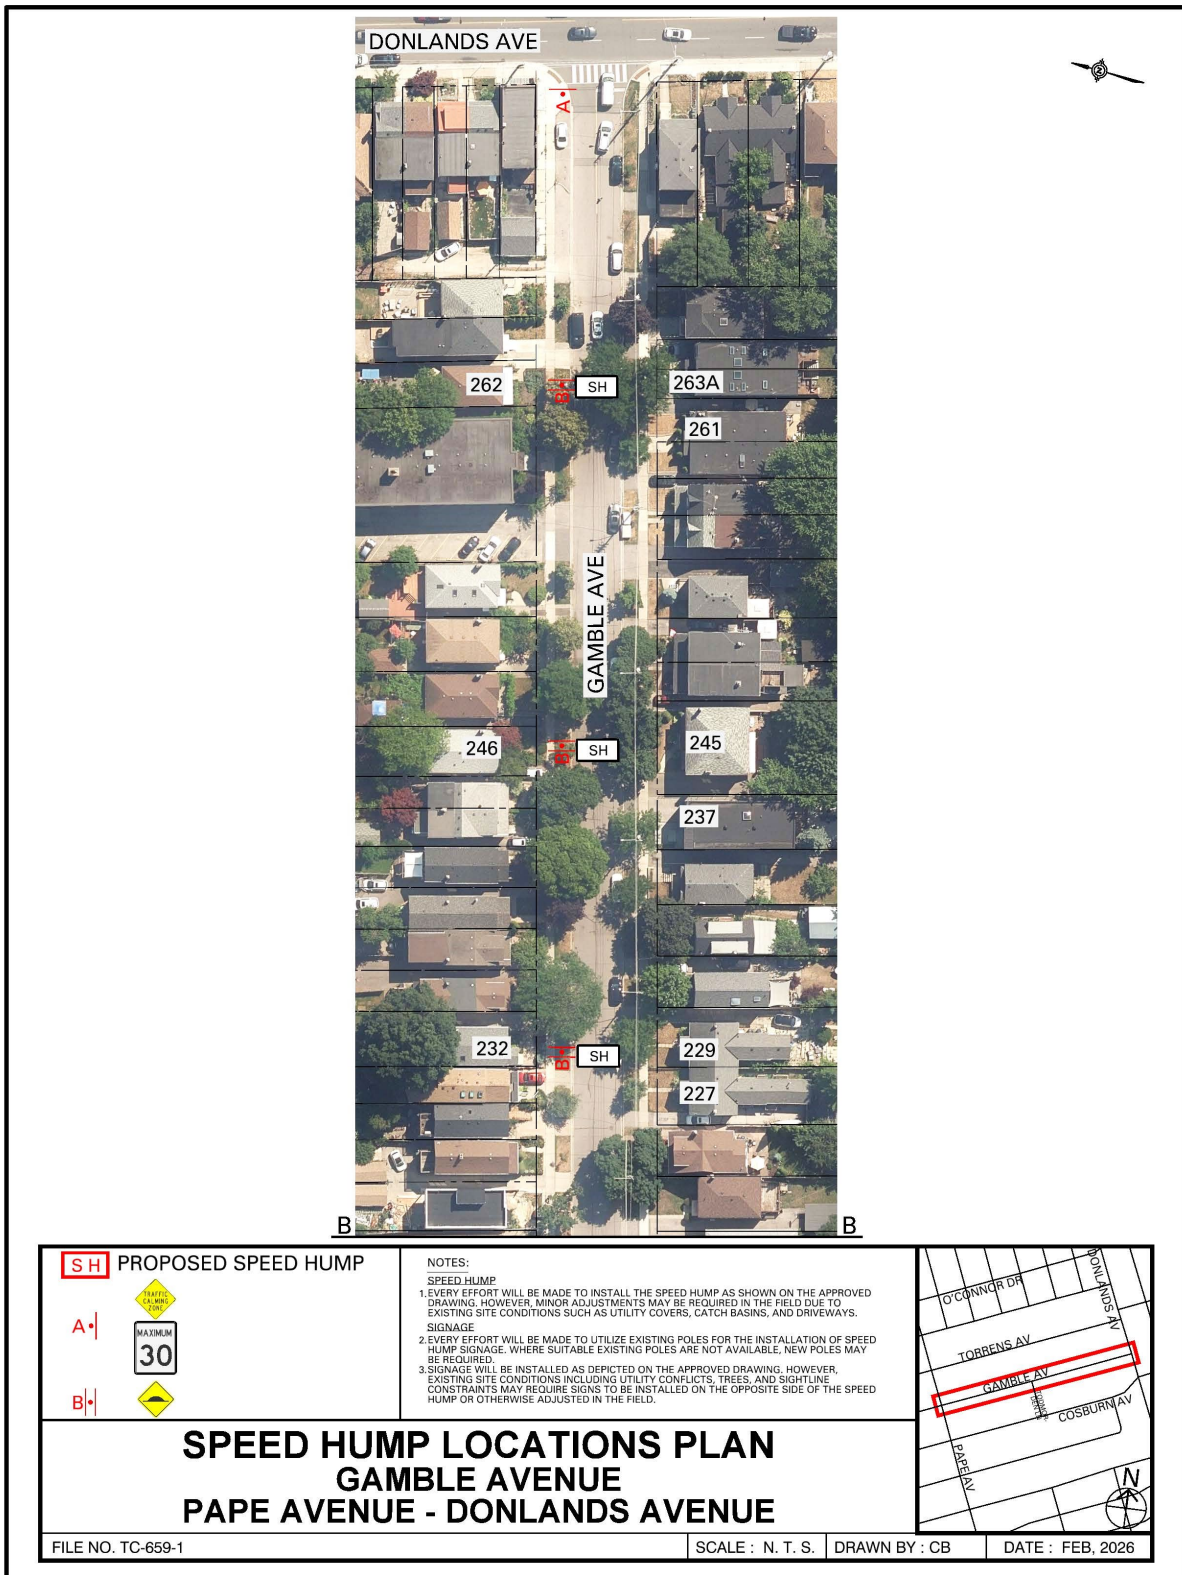 DONLANDS AVE
N
A
262
B
SH
263A
261
GAMBLE AVE
246
B
SH
245
237
232
B
SH
229
227
B
B
SH PROPOSED SPEED HUMP
TRAFFIC
CALMING
ZONE
A
MAXIMUM
30
B
NOTES:
SPEED HUMP
1. EVERY EFFORT WILL BE MADE TO INSTALL THE SPEED HUMP AS SHOWN ON THE APPROVED
DRAWING. HOWEVER, MINOR ADJUSTMENTS MAY BE REQUIRED IN THE FIELD DUE TO
EXISTING SITE CONDITIONS SUCH AS UTILITY COVERS, CATCH BASINS, AND DRIVEWAYS.
SIGNAGE
2. EVERY EFFORT WILL BE MADE TO UTILIZE EXISTING POLES FOR THE INSTALLATION OF SPEED
HUMP SIGNAGE. WHERE SUITABLE EXISTING POLES ARE NOT AVAILABLE, NEW POLES MAY
BE REQUIRED.
3. SIGNAGE WILL BE INSTALLED AS DEPICTED ON THE APPROVED DRAWING. HOWEVER,
EXISTING SITE CONDITIONS INCLUDING UTILITY CONFLICTS, TREES, AND SIGHTLINE
CONSTRAINTS MAY REQUIRE SIGNS TO BE INSTALLED ON THE OPPOSITE SIDE OF THE SPEED
HUMP OR OTHERWISE ADJUSTED IN THE FIELD.
O'CONNOR DR
DONLANDS AV
TORRENS AV
GAMBLE AV
COSBURN AV
PAPE AV
N
SPEED HUMP LOCATIONS PLAN
GAMBLE AVENUE
PAPE AVENUE - DONLANDS AVENUE
FILE NO. TC-659-1
SCALE : N. T. S.
DRAWN BY : CB
DATE : FEB, 2026